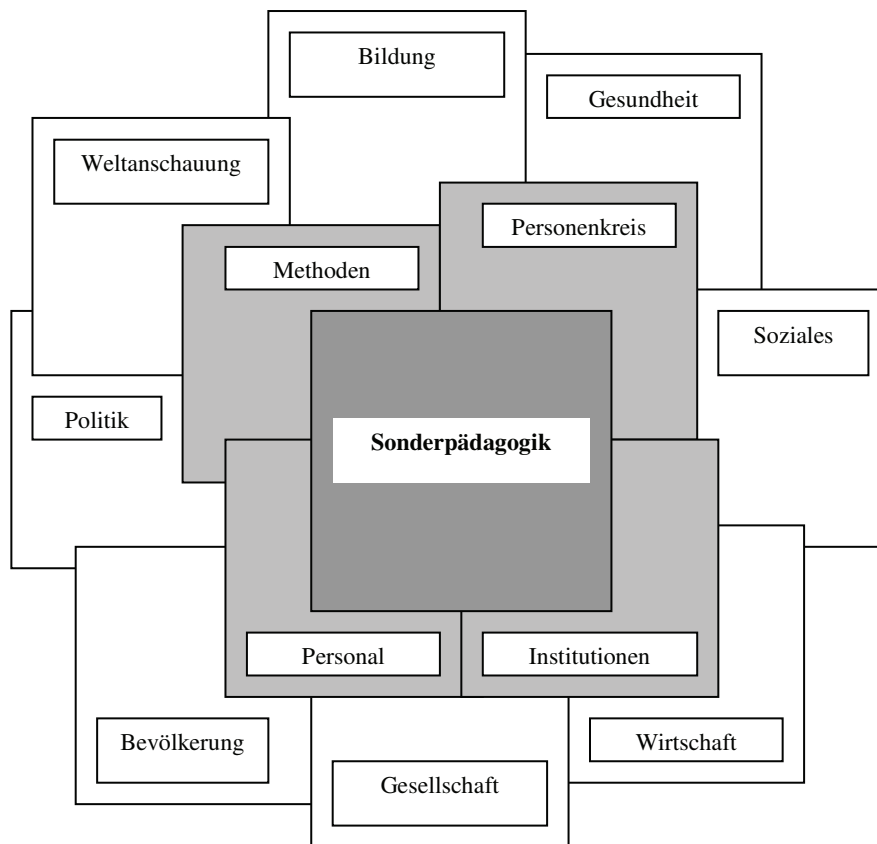 Bildung
Gesundheit
Weltanschauung
Personenkreis
Methoden
Soziales
Politik
Sonderpädagogik
Personal
Institutionen
Bevölkerung
Wirtschaft
Gesellschaft